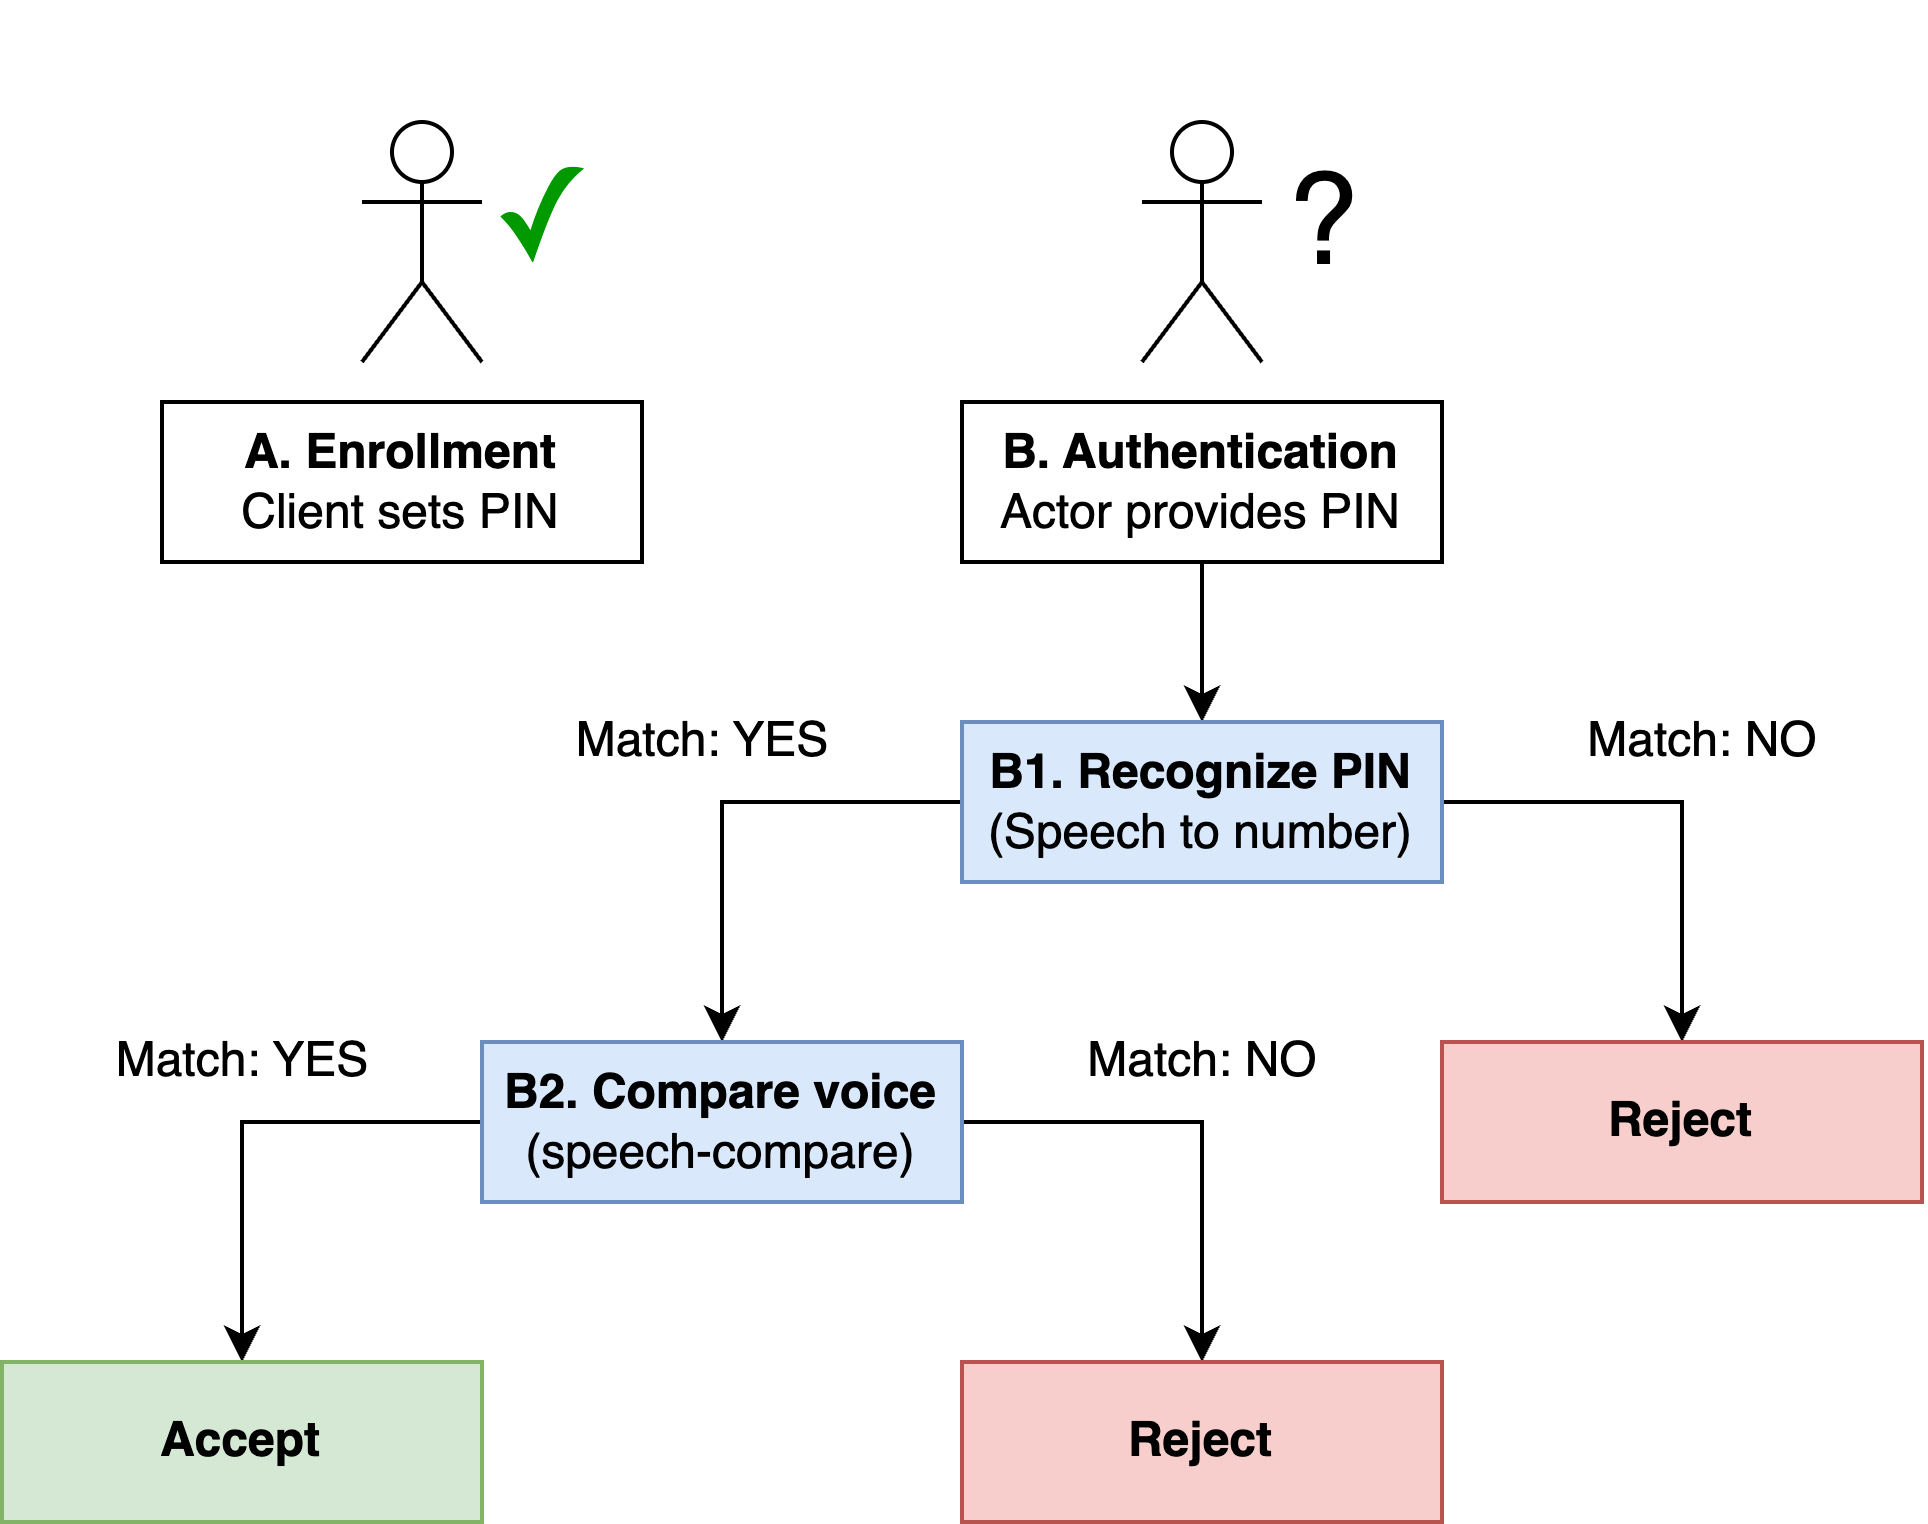 ?
A. Enrollment
Client sets PIN
B. Authentication
Actor provides PIN
Match: YES
B1. Recognize PIN
(Speech to number)
Match: NO
Match: YES
B2. Compare voice
(speech-compare)
Match: NO
Reject
Accept
Reject